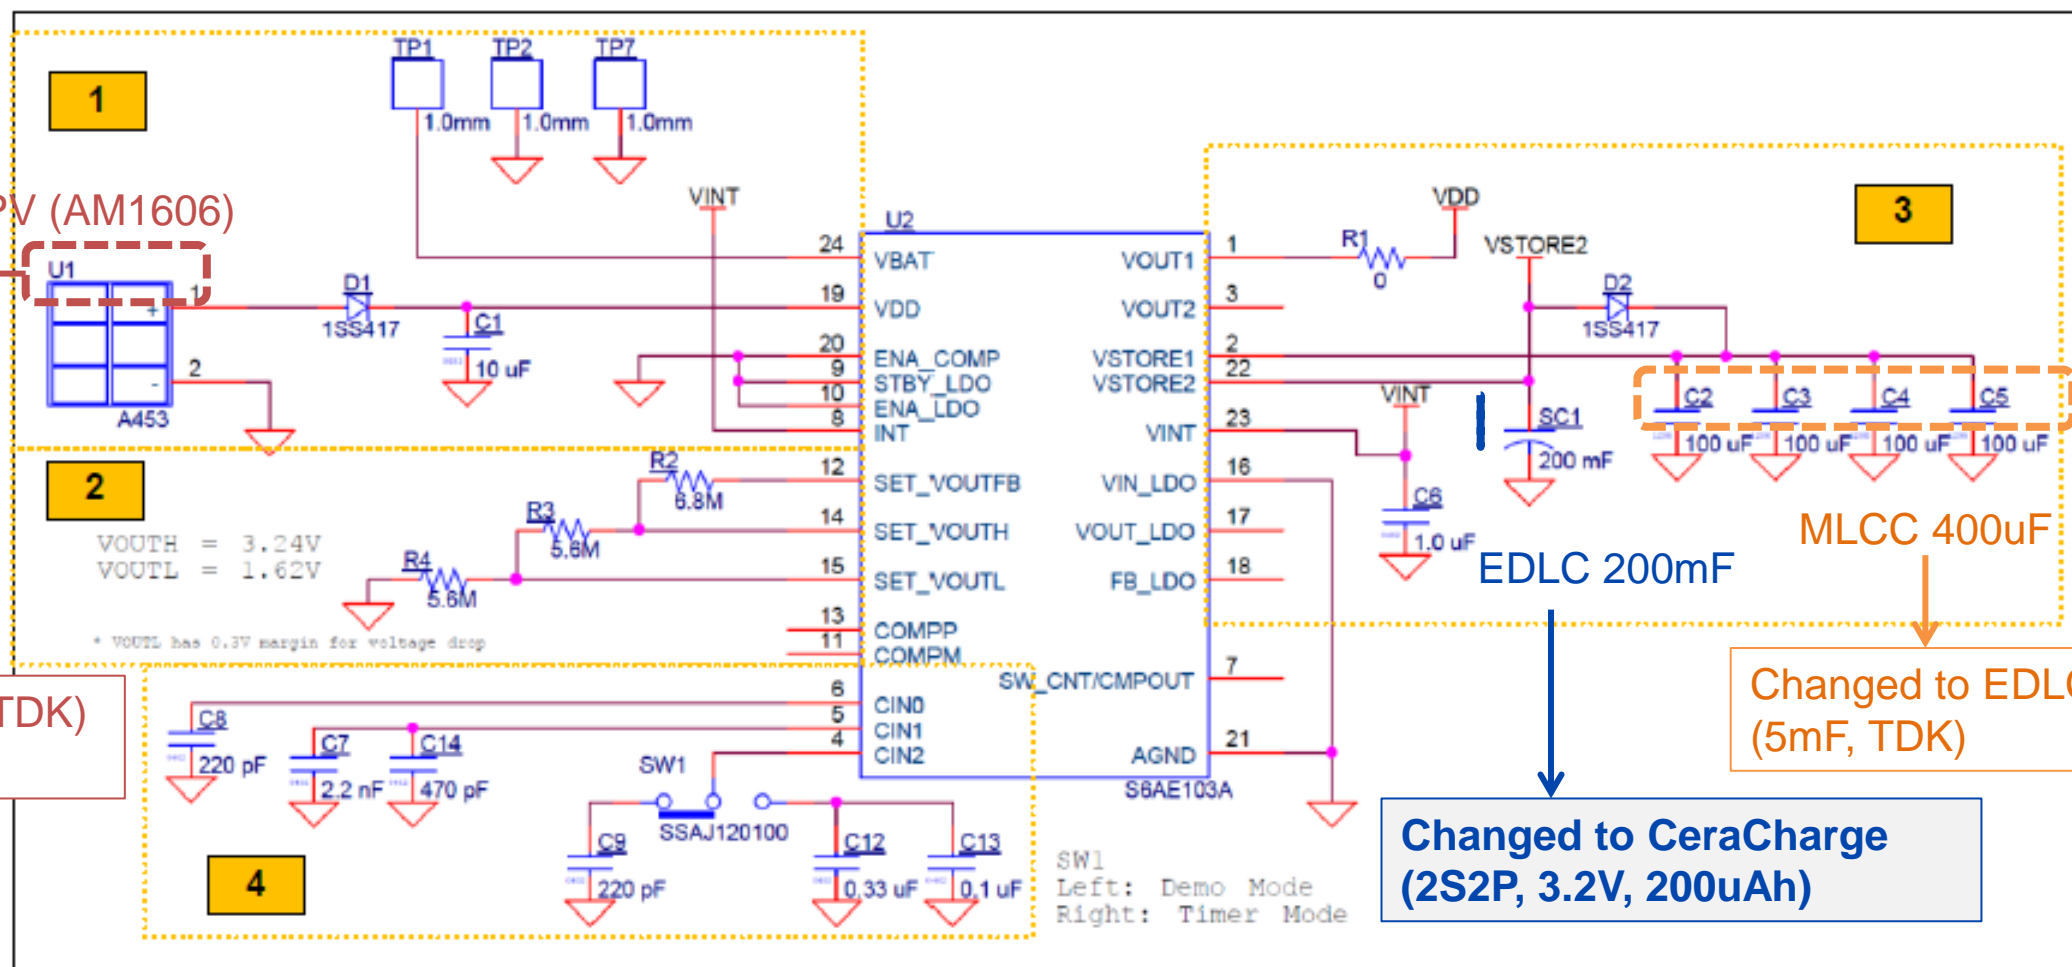 1
TP1
TP2
TP7
1.0mm
1.0mm
1.0mm
PV (AM1606)
U1
1
+
2
-
A453
D1
1SS417
C1
10 uF
VINT
U2
24
VBAT
19
VDD
20
ENA_COMP
9
STBY_LDO
10
ENA_LDO
8
INT
12
SET_VOUTFB
14
SET_VOUTH
15
SET_VOUTL
13
COMPP
11
COMPM
6
CIN0
5
CIN1
4
CIN2
VOUT1
1
VOUT2
3
VSTORE1
2
VSTORE2
22
VINT
23
VIN_LDO
16
VOUT_LDO
17
FB_LDO
18
SW_CNT/CMPOUT
7
AGND
21
S6AE103A
2
VOUTH = 3.24V
VOUTL = 1.62V
* VOUTL has 0.3V margin for voltage drop
R2
6.8M
R3
5.6M
R4
5.6M
3
R1
0
VDD
VSTORE2
D2
1SS417
VINT
C6
1.0 uF
SC1
200 mF
C2
100 uF
C3
100 uF
C4
100 uF
C5
100 uF
EDLC 200mF
MLCC 400uF
Changed to EDLC
(5mF, TDK)
Changed to CeraCharge
(2S2P, 3.2V, 200uAh)
TDK)
C8
220 pF
C7
2.2 nF
C14
470 pF
SW1
SSAJ120100
C9
220 pF
C12
0.33 uF
C13
0.1 uF
4
SW1
Left: Demo Mode
Right: Timer Mode